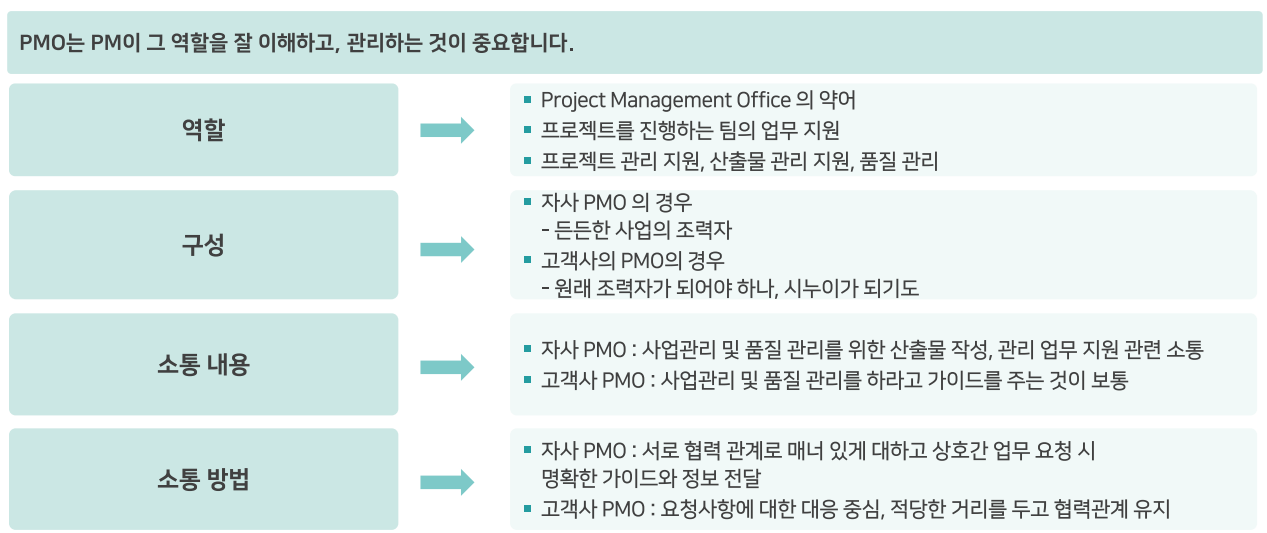 PMO는 PM이 그 역할을 잘 이해하고, 관리하는 것이 중요합니다.
역할
Project Management Office 의 약어
프로젝트를 진행하는 팀의 업무 지원
프로젝트 관리 지원, 산출물 관리 지원, 품질 관리
구성
자사 PMO 의 경우
- 든든한 사업의 조력자
고객사의 PMO의 경우
- 원래 조력자가 되어야 하나, 시누이가 되기도
소통 내용
자사 PMO : 사업관리 및 품질 관리를 위한 산출물 작성, 관리 업무 지원 관련 소통
고객사 PMO : 사업관리 및 품질 관리를 하라고 가이드를 주는 것이 보통
소통 방법
자사 PMO : 서로 협력 관계로 매너 있게 대하고 상호간 업무 요청 시
명확한 가이드와 정보 전달
고객사 PMO : 요청사항에 대한 대응 중심, 적당한 거리를 두고 협력관계 유지